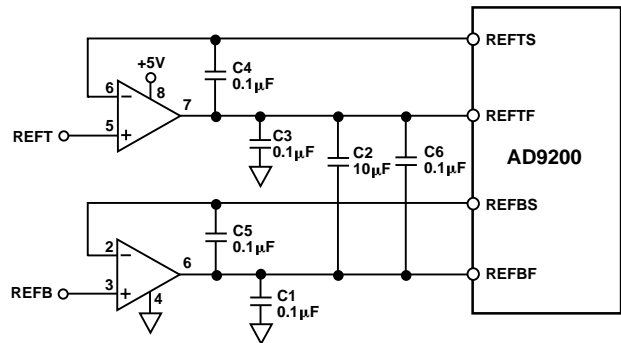 REFTS
+5V
C4
0.1µF
6
–
8
7
REFT
5
+
REFTF
C3
0.1µF
C2
10µF
C6
0.1µF
AD9200
REFBS
C5
0.1µF
2
–
6
REFB
3
+
4
REFBF
C1
0.1µF